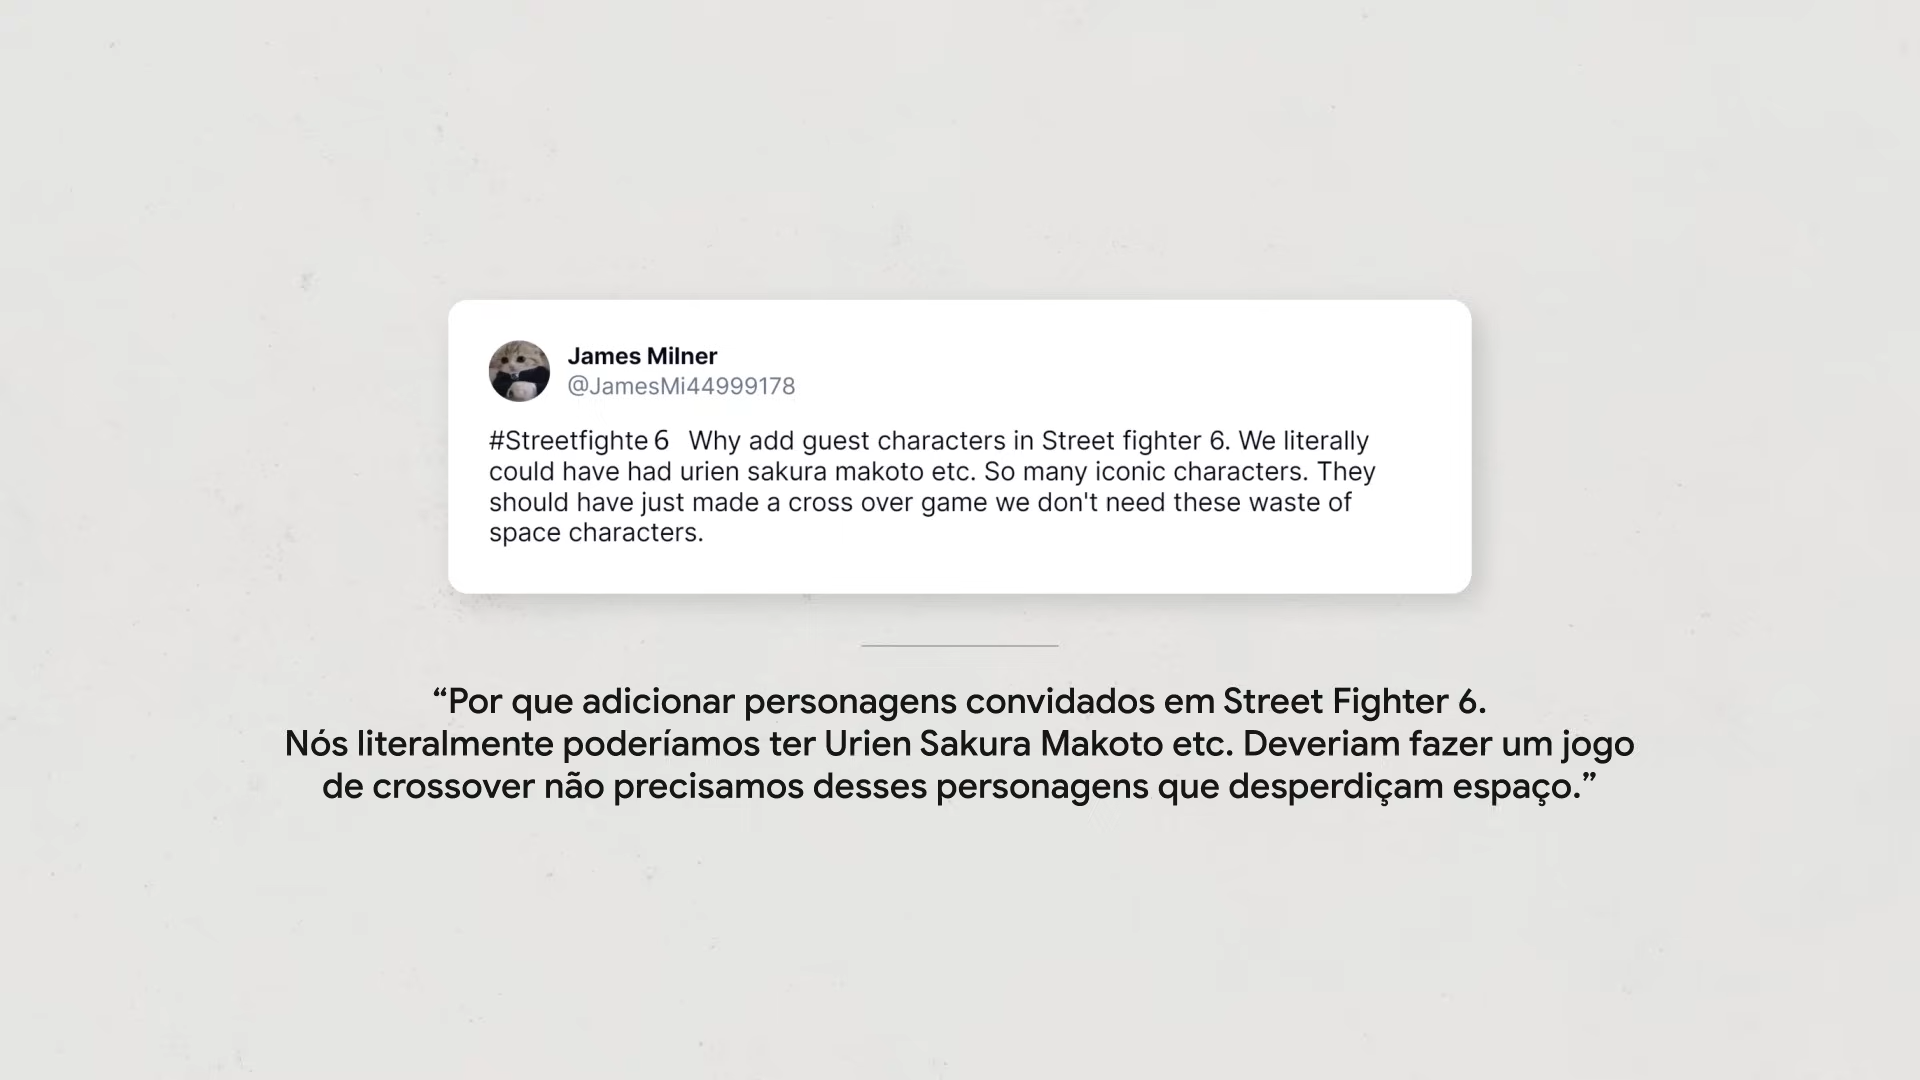 James Milner
@JamesMi44999178
#Streetfighte 6 Why add guest characters in Street fighter 6. We literally
could have had urien sakura makoto etc. So many iconic characters. They
should have just made a cross over game we don't need these waste of
space characters.
“Por que adicionar personagens convidados em Street Fighter 6.
Nós literalmente poderíamos ter Urien Sakura Makoto etc. Deveriam fazer um jogo
de crossover não precisamos desses personagens que desperdiçam espaço.”